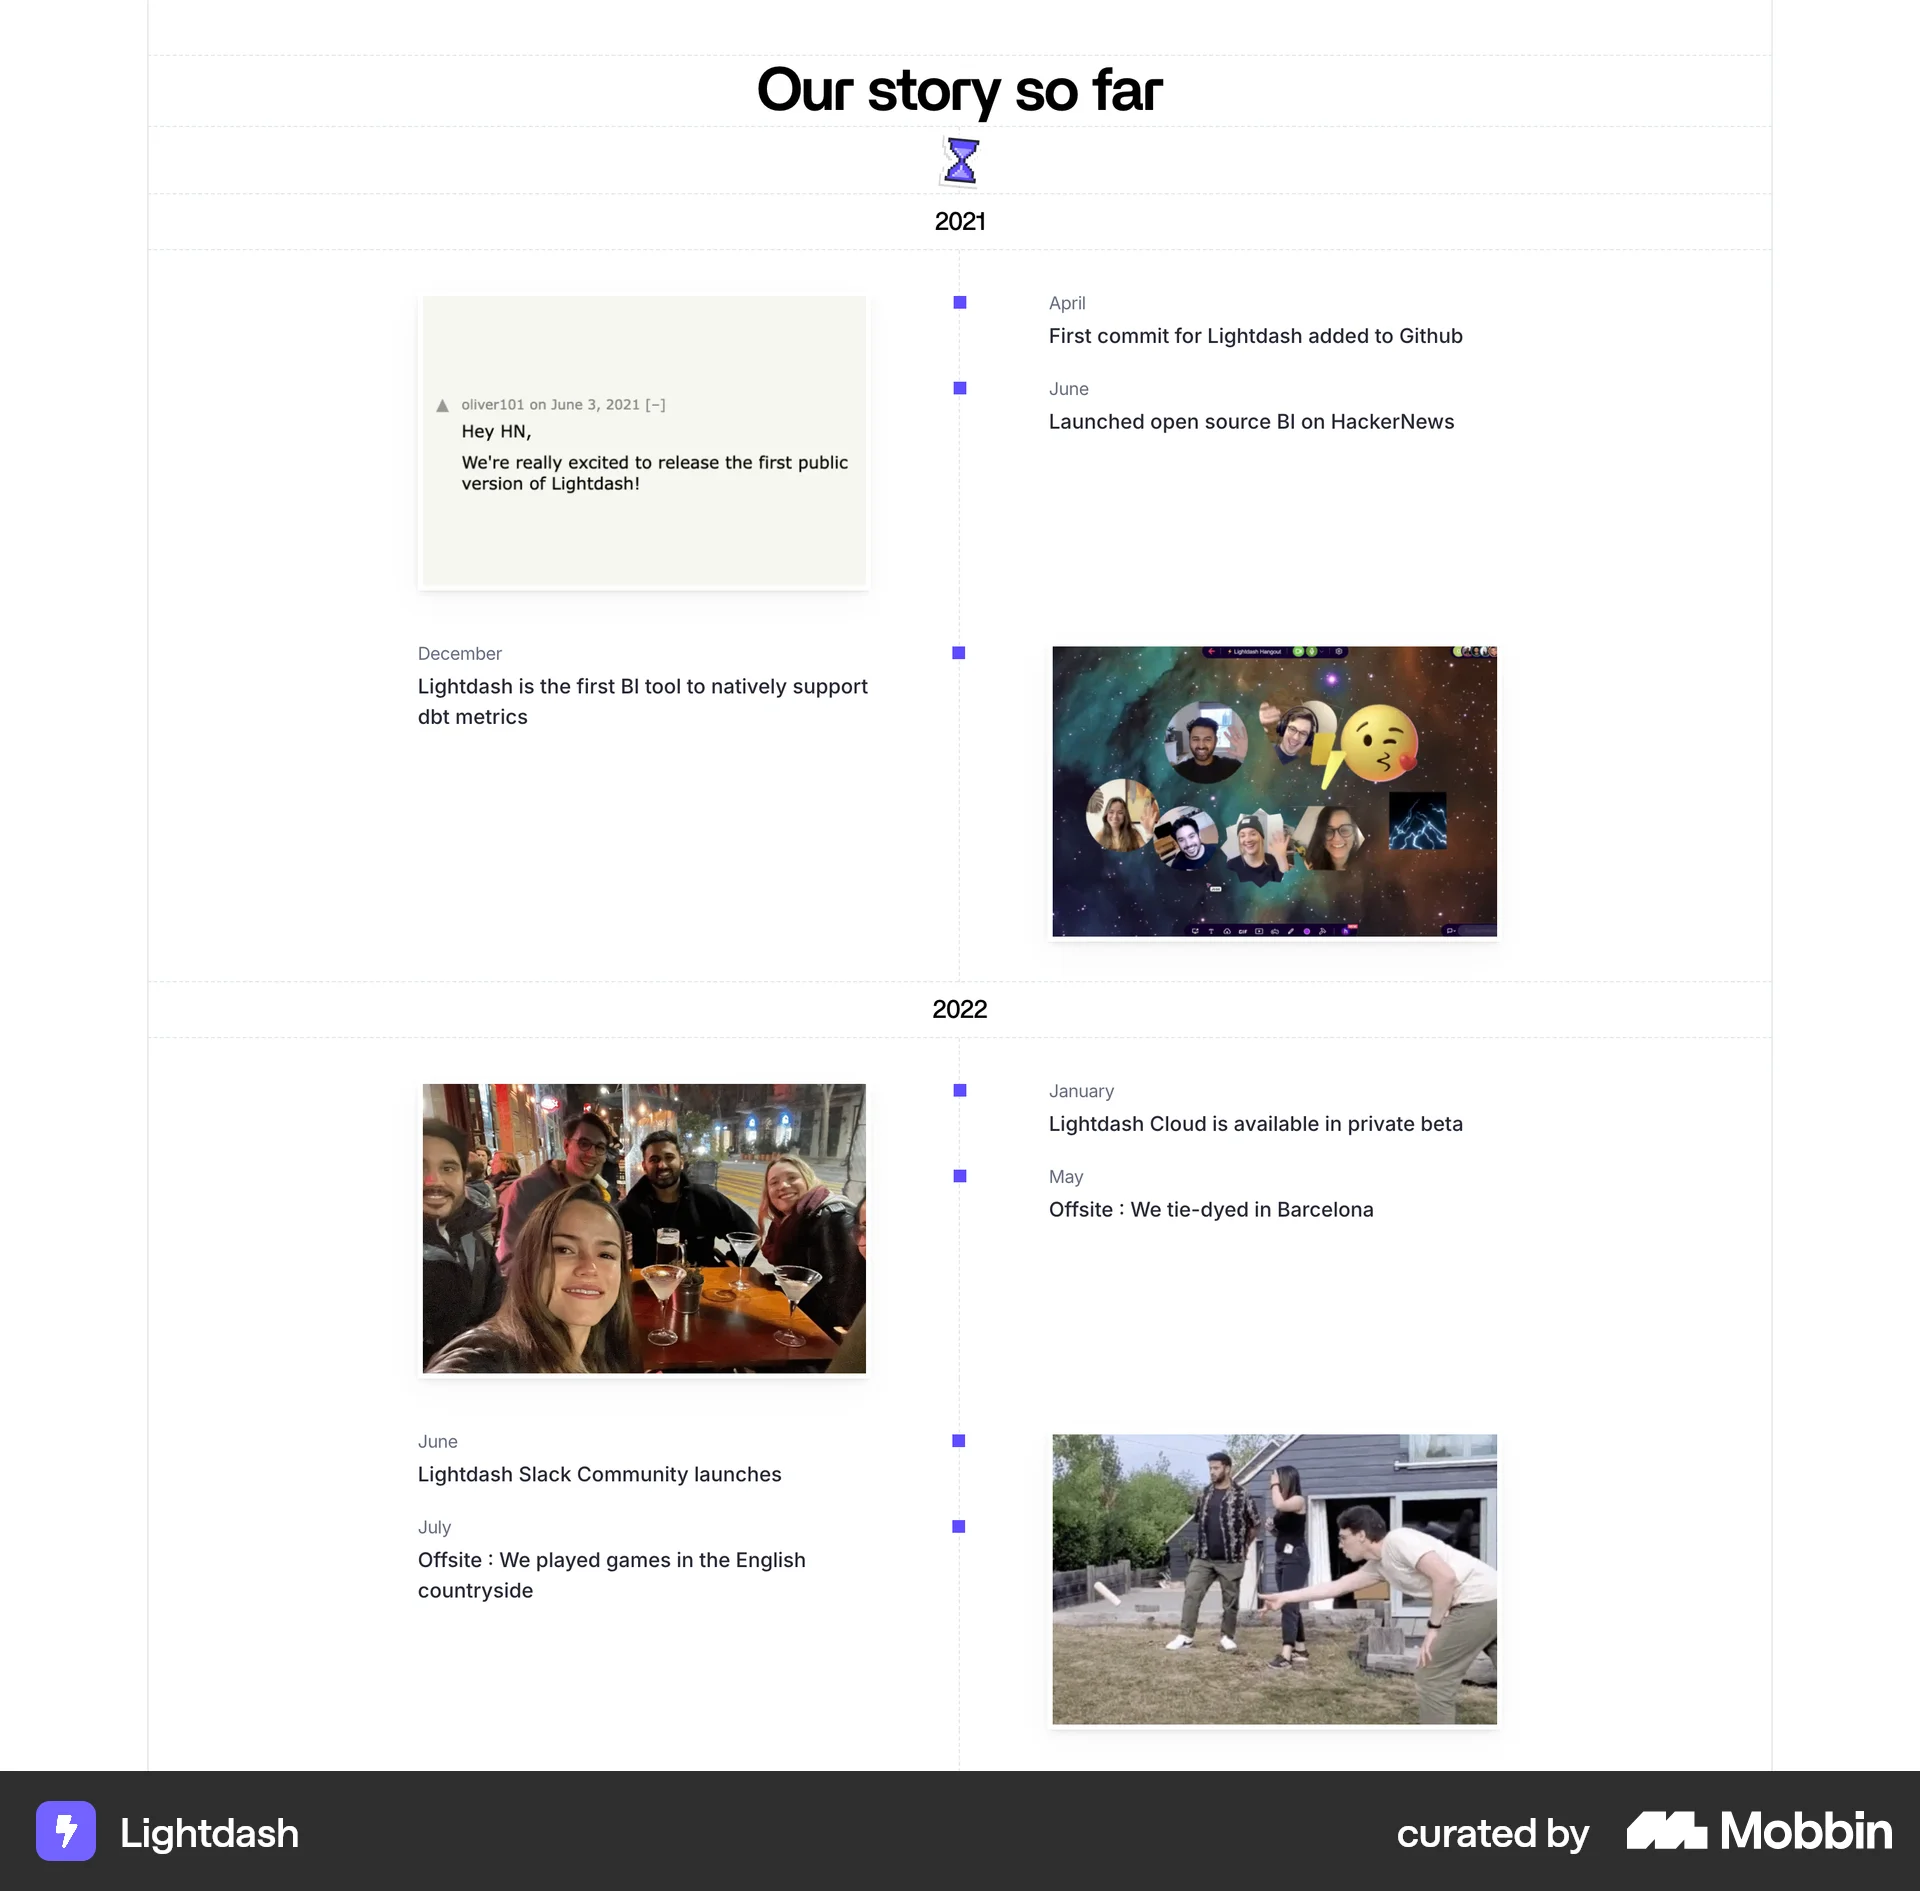 Our story so far
2021
oliver101 on June 3, 2021 [–]
Hey HN,
We're really excited to release the first public
version of Lightdash!
April
First commit for Lightdash added to Github
June
Launched open source BI on HackerNews
December
Lightdash is the first BI tool to natively support
dbt metrics
Lightdash Hangout
GIF
2022
January
Lightdash Cloud is available in private beta
May
Offsite : We tie-dyed in Barcelona
June
Lightdash Slack Community launches
July
Offsite : We played games in the English
countryside
Lightdash
curated by
Mobbin